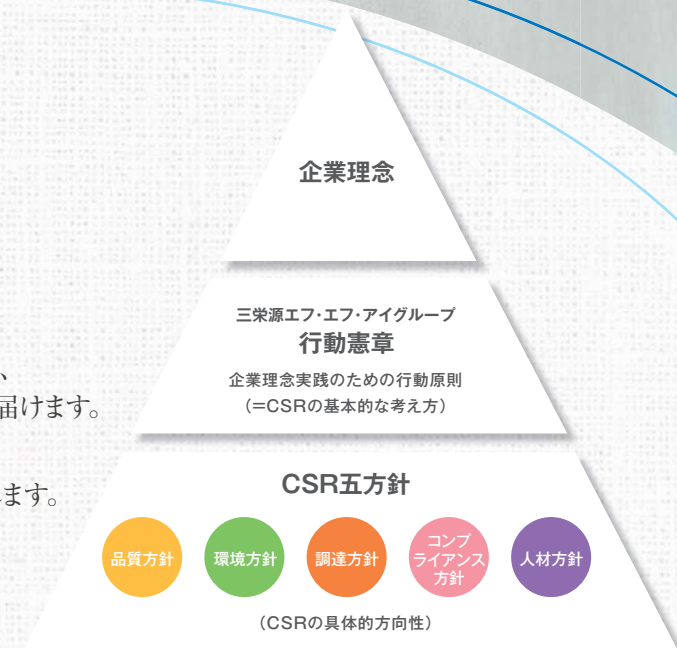 企業理念
三栄源エフ・エフ・アイグループ
行動憲章
企業理念実践のための行動原則
(=CSRの基本的な考え方)
、
届けます。
ます。
CSR五方針
品質方針
環境方針
調達方針
コンプ
ライアンス
方針
人材方針
(CSRの具体的方向性)